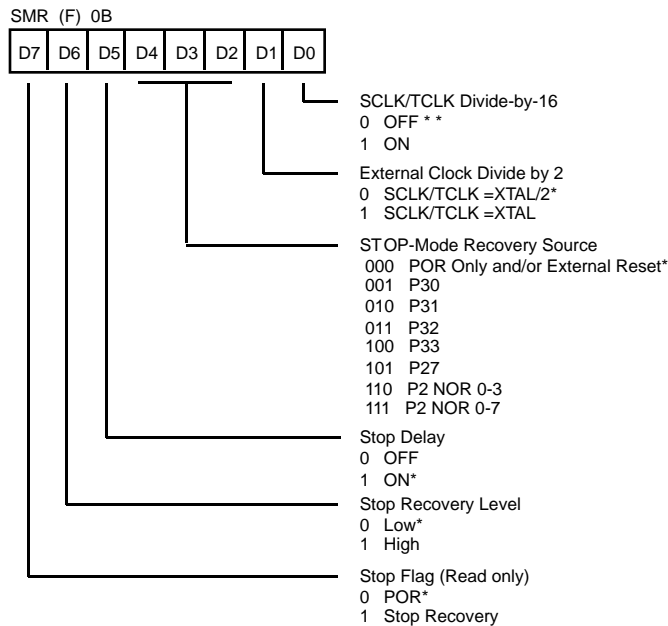 SMR (F) 0B
D7 D6 D5 D4 D3 D2 D1 D0
SCLK/TCLK Divide-by-16
0 OFF * *
1 ON
External Clock Divide by 2
0 SCLK/TCLK =XTAL/2*
1 SCLK/TCLK =XTAL
STOP-Mode Recovery Source
000 POR Only and/or External Reset*
001 P30
010 P31
011 P32
100 P33
101 P27
110 P2 NOR 0-3
111 P2 NOR 0-7
Stop Delay
0 OFF
1 ON*
Stop Recovery Level
0 Low*
1 High
Stop Flag (Read only)
0 POR*
1 Stop Recovery